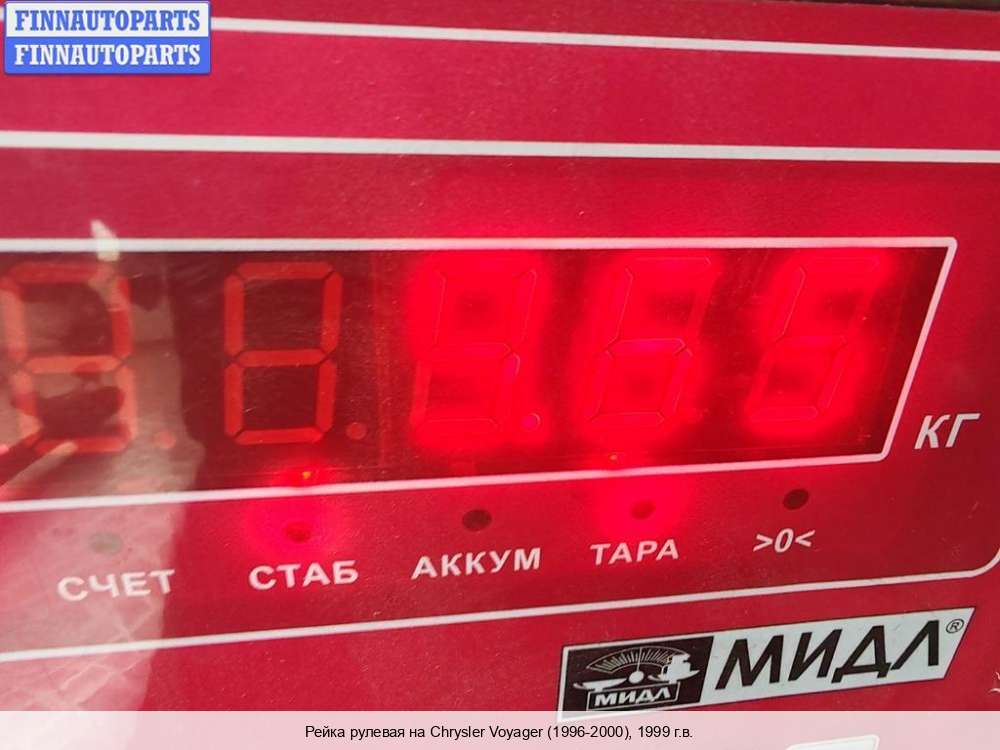 FINNAUTOPARTS
FINNAUTOPARTS
КГ
СЧЕТ СТАБ АККУМ ТАРА >0<
МИДЛ МИДЛ®
Рейка рулевая на Chrysler Voyager (1996-2000), 1999 г.в.